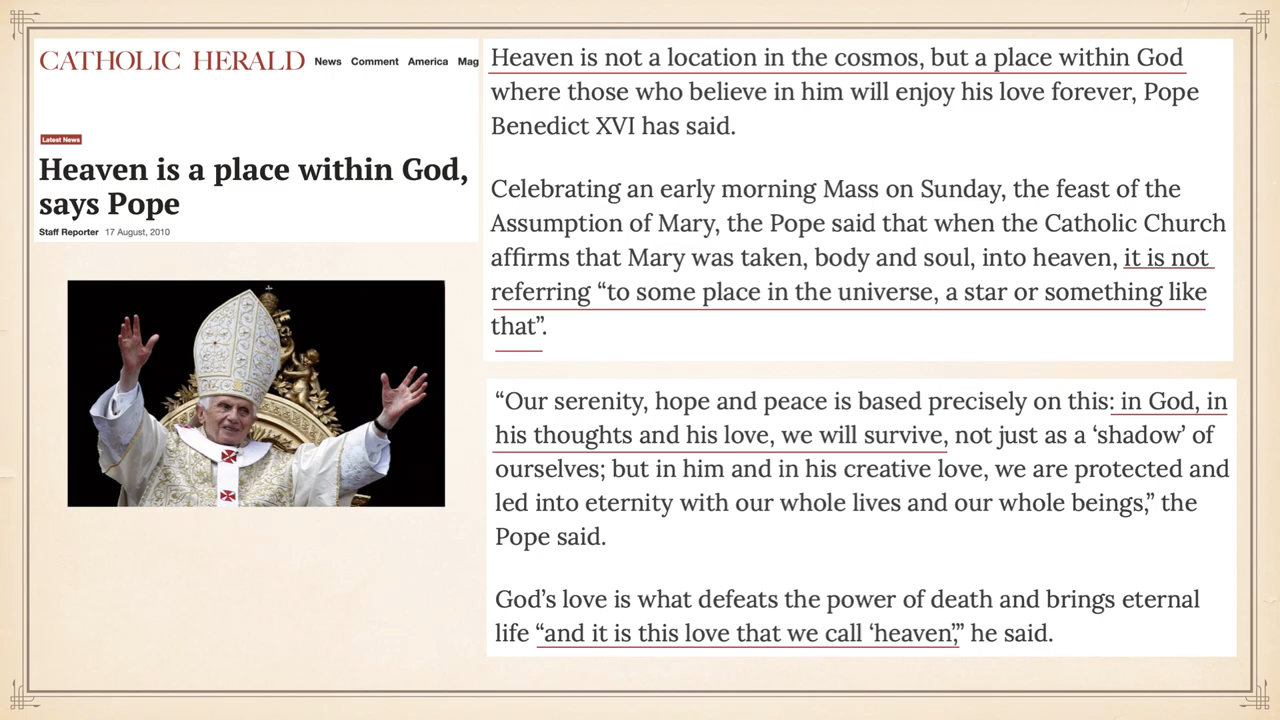 CATHOLIC HERALD News Comment America Mag
Latest News
Heaven is a place within God,
says Pope
Staff Reporter 17 August, 2010
Heaven is not a location in the cosmos, but a place within God
where those who believe in him will enjoy his love forever, Pope
Benedict XVI has said.
Celebrating an early morning Mass on Sunday, the feast of the
Assumption of Mary, the Pope said that when the Catholic Church
affirms that Mary was taken, body and soul, into heaven, it is not
referring “to some place in the universe, a star or something like
that”.
“Our serenity, hope and peace is based precisely on this: in God, in
his thoughts and his love, we will survive, not just as a ‘shadow’ of
ourselves; but in him and in his creative love, we are protected and
led into eternity with our whole lives and our whole beings,” the
Pope said.
God’s love is what defeats the power of death and brings eternal
life “and it is this love that we call ‘heaven’,” he said.